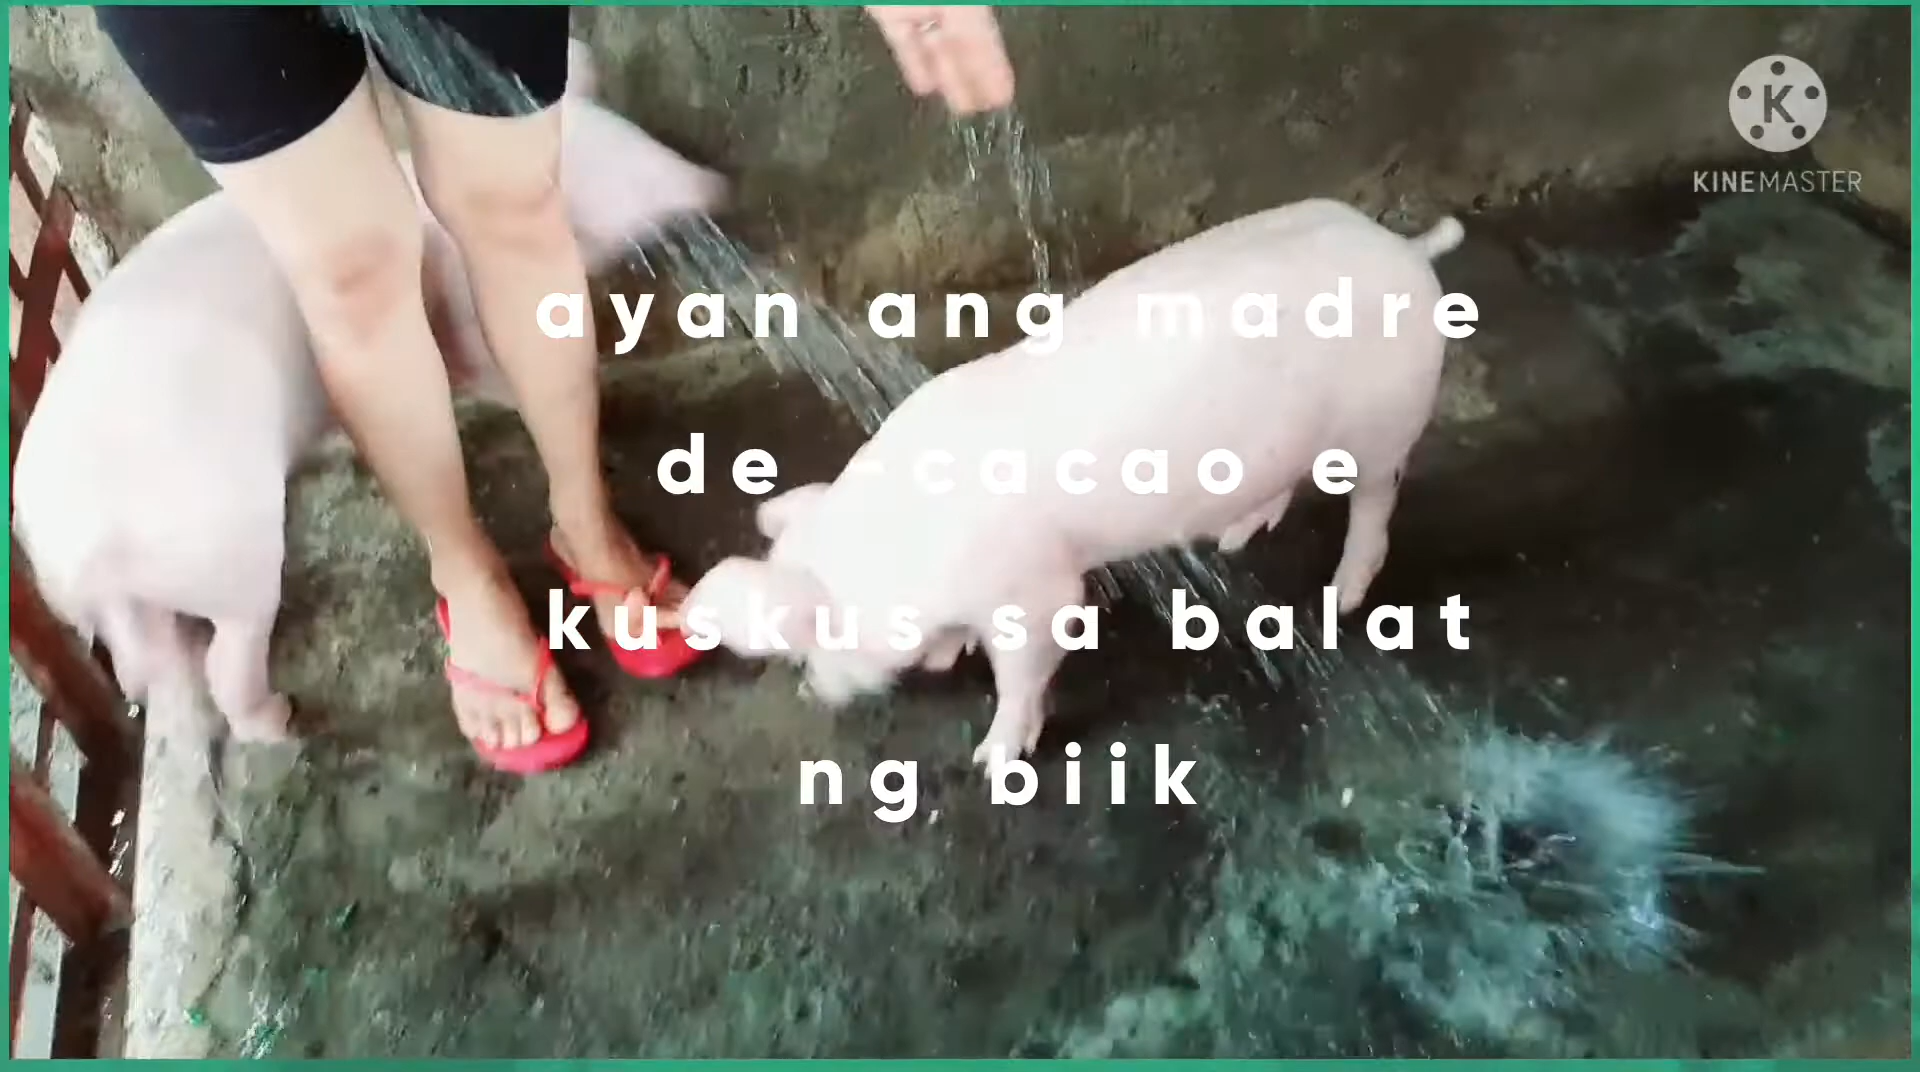 KINEMASTER
ayan ang madre
de -cacao e
kuskus sa balat
ng biik